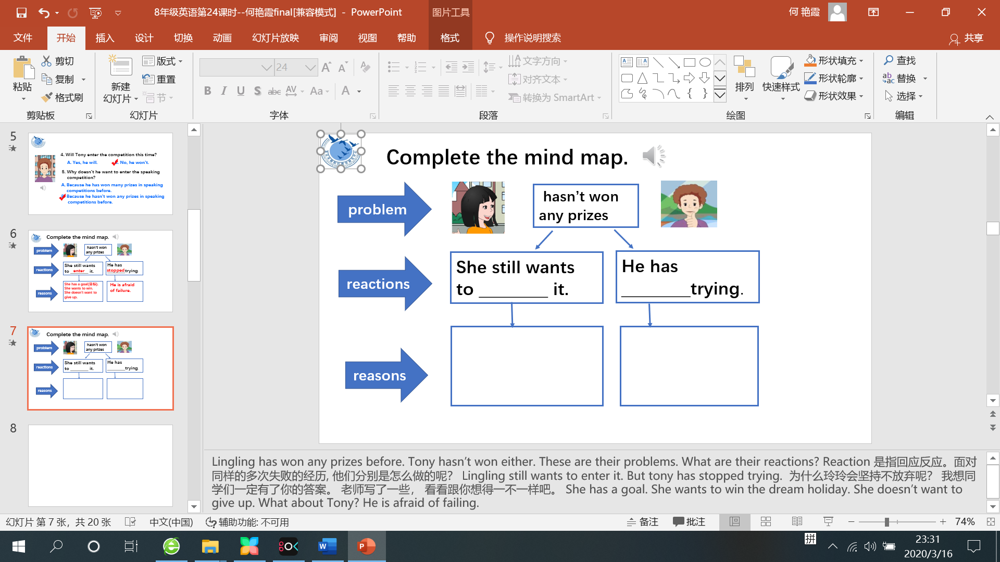 8年级英语第24课时--何艳霞final[兼容模式] - PowerPoint
图片工具
何 艳霞
文件 开始 插入 设计 切换 动画 幻灯片放映 审阅 视图 帮助 格式 操作说明搜索 共享
粘贴 剪切 复制 格式刷
剪贴板
新建
幻灯片
版式 重置 节
幻灯片
24
B I U S abc AV Aa A
字体
文字方向
对齐文本
转换为 SmartArt
段落
排列 快速样式
形状填充
形状轮廓
形状效果
绘图
查找
替换
选择
编辑
5
4. Will Tony enter the competition this time?
A. Yes, he will. B. No, he won't.
5. Why doesn't he want to enter the speaking
competition?
A. Because he has won many prizes in speaking
competitions before.
Because he hasn't won any prizes in speaking
competitions before.
6
Complete the mind map.
problem
hasn't won
any prizes
reactions
She still wants
to enter it.
He has
stopped trying.
reasons
She has a goal(目标).
She wants to win.
She doesn't want to
give up.
He is afraid
of failure.
7
Complete the mind map.
problem
hasn't won
any prizes
reactions
She still wants
to ________ it.
He has
________trying.
reasons
8
Complete the mind map.
problem
hasn’t won
any prizes
reactions
She still wants
to ________ it.
He has
________trying.
reasons
Lingling has won any prizes before. Tony hasn’t won either. These are their problems. What are their reactions? Reaction 是指回应反应。面对
同样的多次失败的经历, 他们分别是怎么做的呢？ Lingling still wants to enter it. But tony has stopped trying. 为什么玲玲会坚持不放弃呢？ 我想同
学们一定有了你的答案。 老师写了一些， 看看跟你想得一不一样吧。 She has a goal. She wants to win the dream holiday. She doesn’t want to
give up. What about Tony? He is afraid of failing.
幻灯片 第 7 张，共 20 张 中文(中国) 辅助功能: 不可用 备注 批注 74%
拼
23:31
2020/3/16